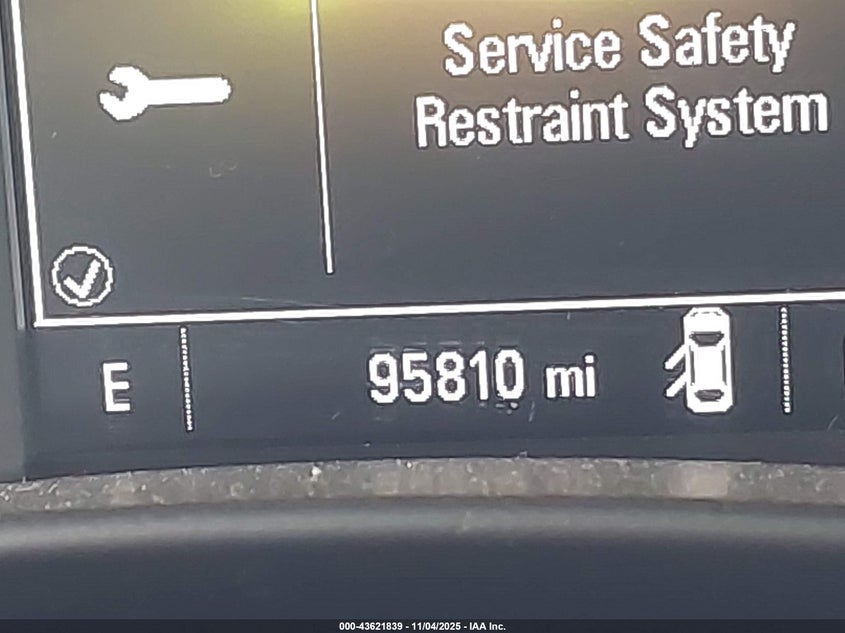 Service Safety
Restraint System
E
95810 mi
000-43621839 - 11/04/2025 - IAA Inc.